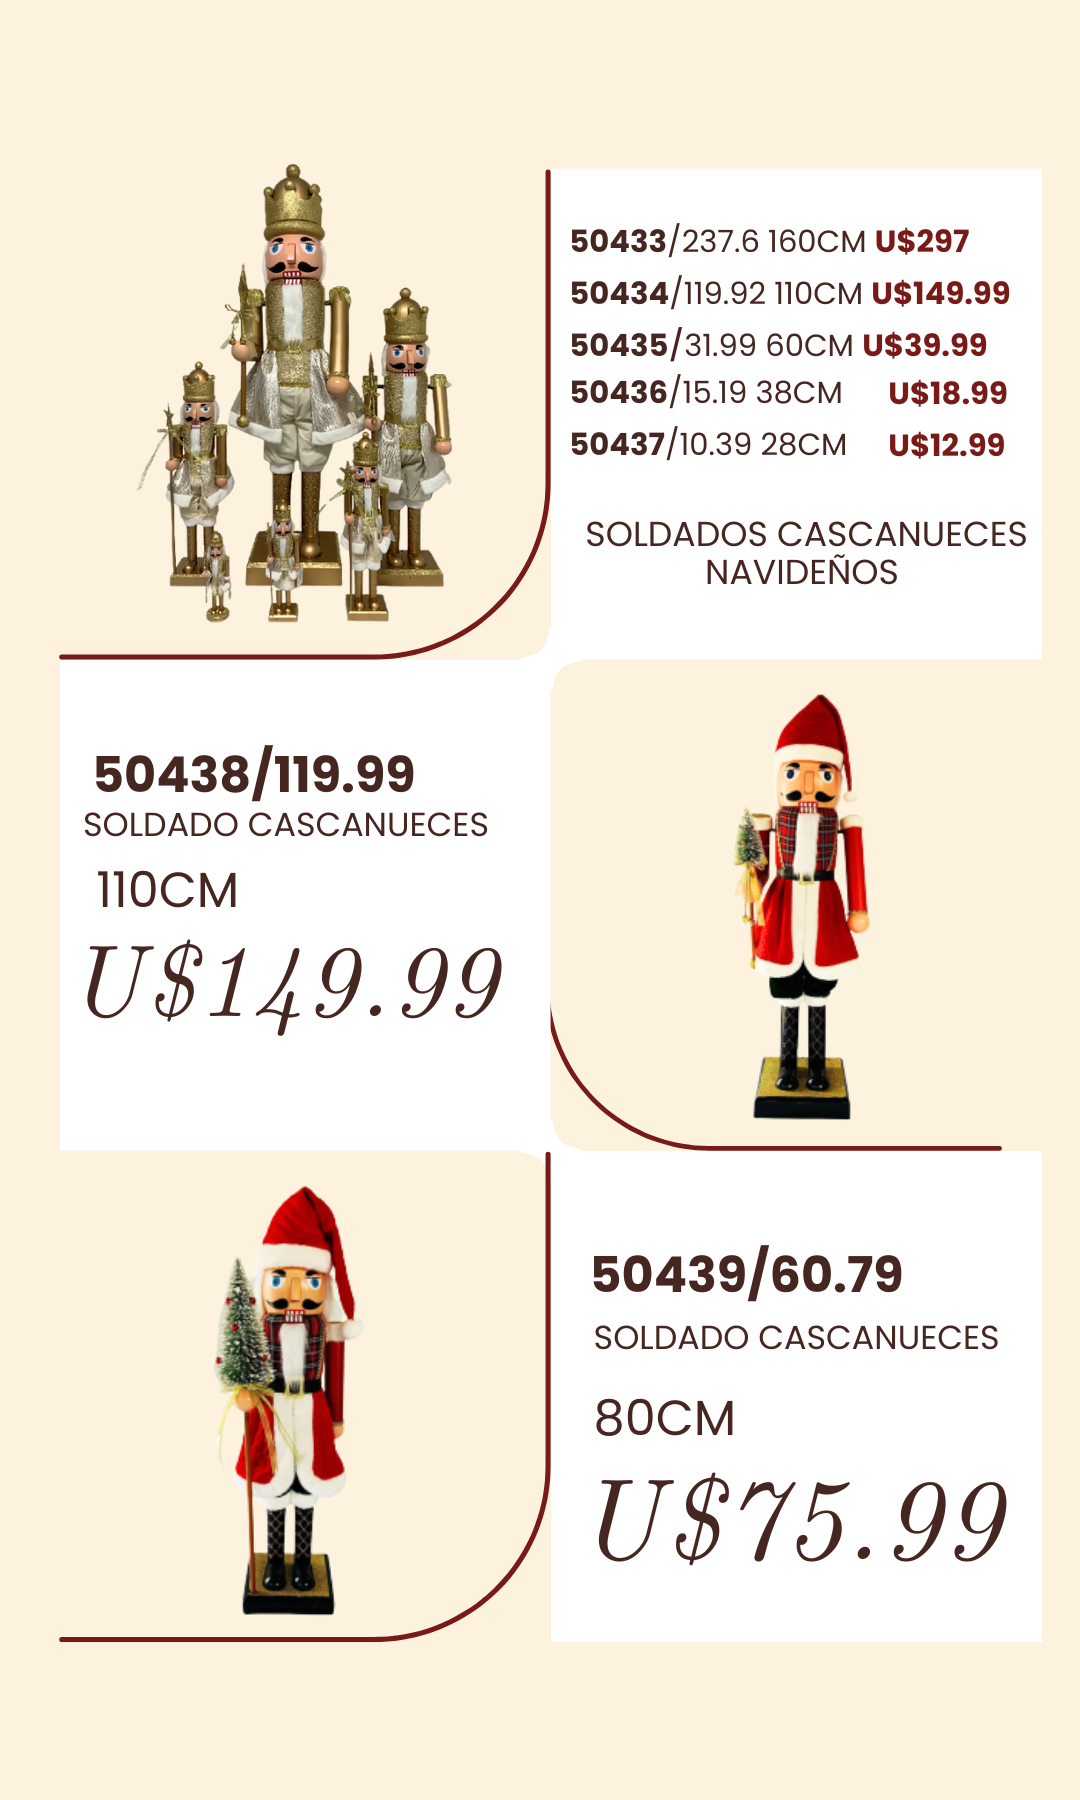 50433/237.6 160CM U$297
50434/119.92 110CM U$149.99
50435/31.99 60CM U$39.99
50436/15.19 38CM U$18.99
50437/10.39 28CM U$12.99
SOLDADOS CASCANUECES
NAVIDEÑOS
50438/119.99
SOLDADO CASCANUECES
110CM
U$149.99
50439/60.79
SOLDADO CASCANUECES
80CM
U$75.99